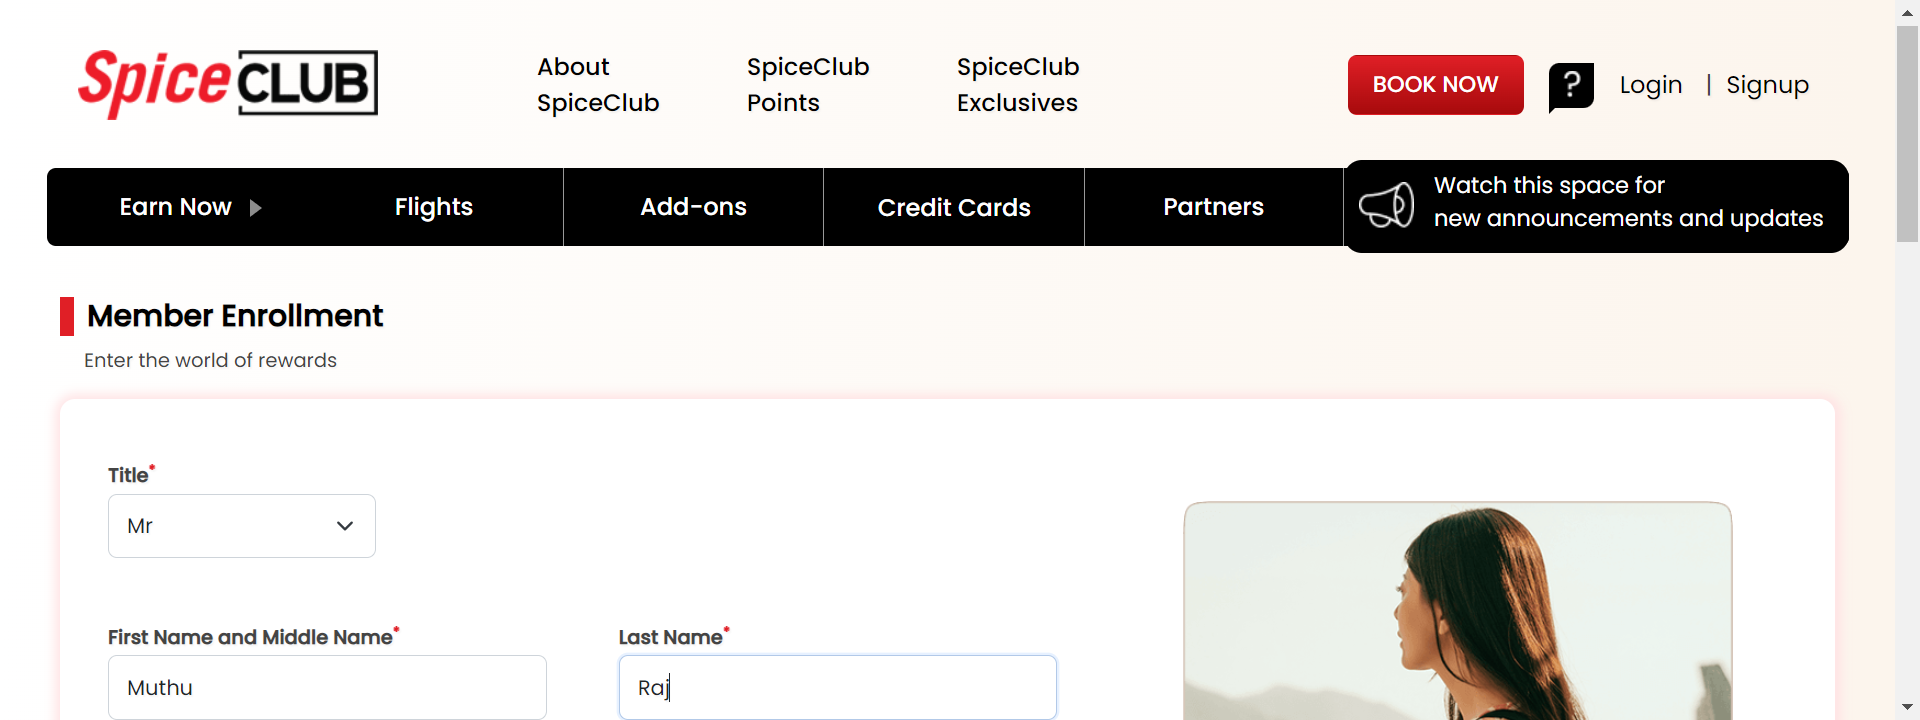 Spice CLUB
About
SpiceClub
SpiceClub
Points
SpiceClub
Exclusives
BOOK NOW
?
Login | Signup
Earn Now
Flights
Add-ons
Credit Cards
Partners
Watch this space for
new announcements and updates
Member Enrollment
Enter the world of rewards
Title*
Mr
First Name and Middle Name*
Last Name*
Muthu
Raj